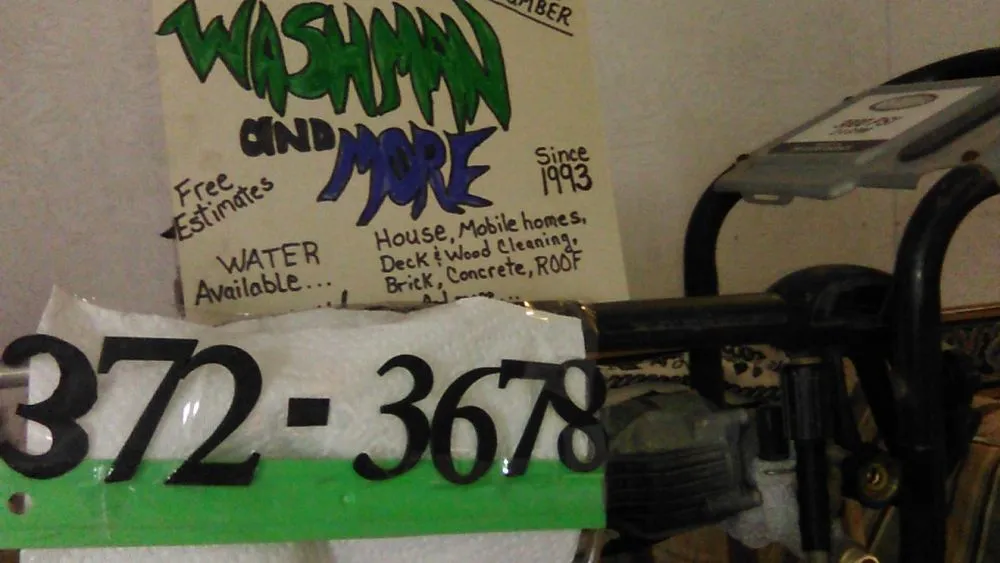 WASHMAN
and MORE
Since
1993
Free
Estimates
House, Mobile homes,
Deck & Wood Cleaning,
Brick, Concrete, ROOF
WATER
Available...
372-3678